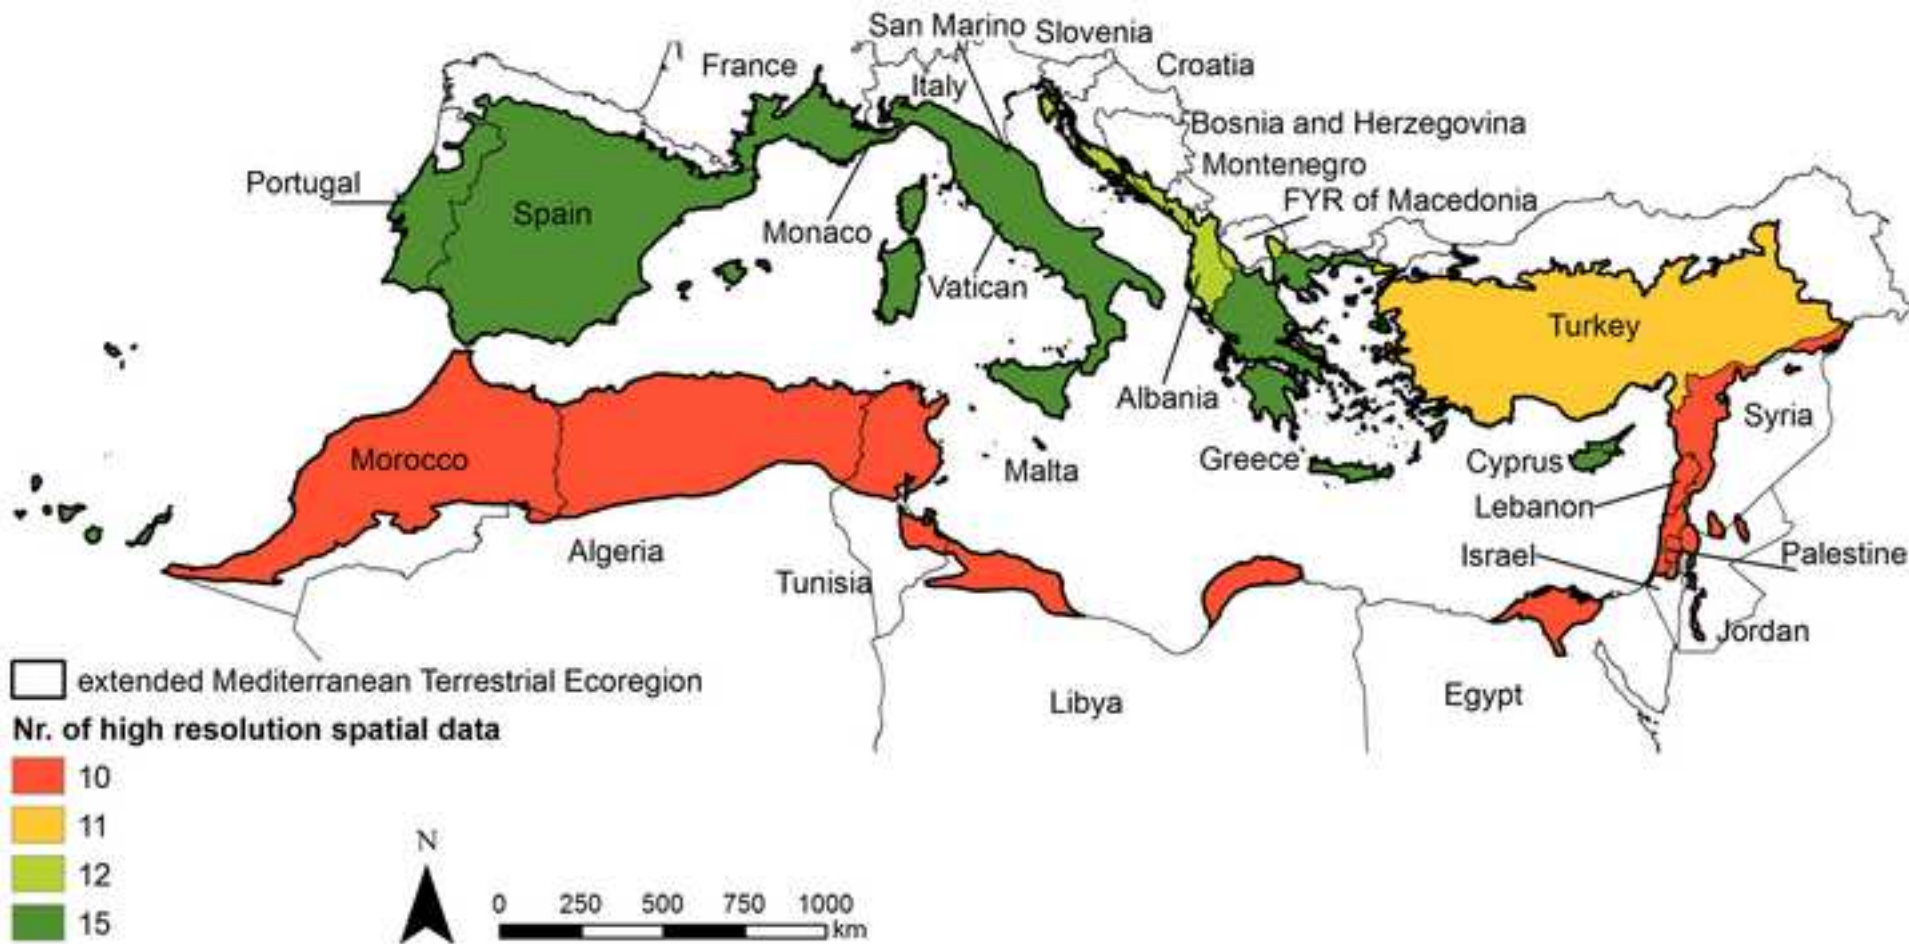 San Marino
Slovenia
France
Italy
Croatia
Bosnia and Herzegovina
Montenegro
Portugal
Spain
FYR of Macedonia
Monaco
Vatican
Turkey
Albania
Syria
Morocco
Malta
Greece
Cyprus
Lebanon
Algeria
Israel
Palestine
Tunisia
Jordan
Libya
Egypt
extended Mediterranean Terrestrial Ecoregion
Nr. of high resolution spatial data
10
11
12
15
N
0 250 500 750 1000
km